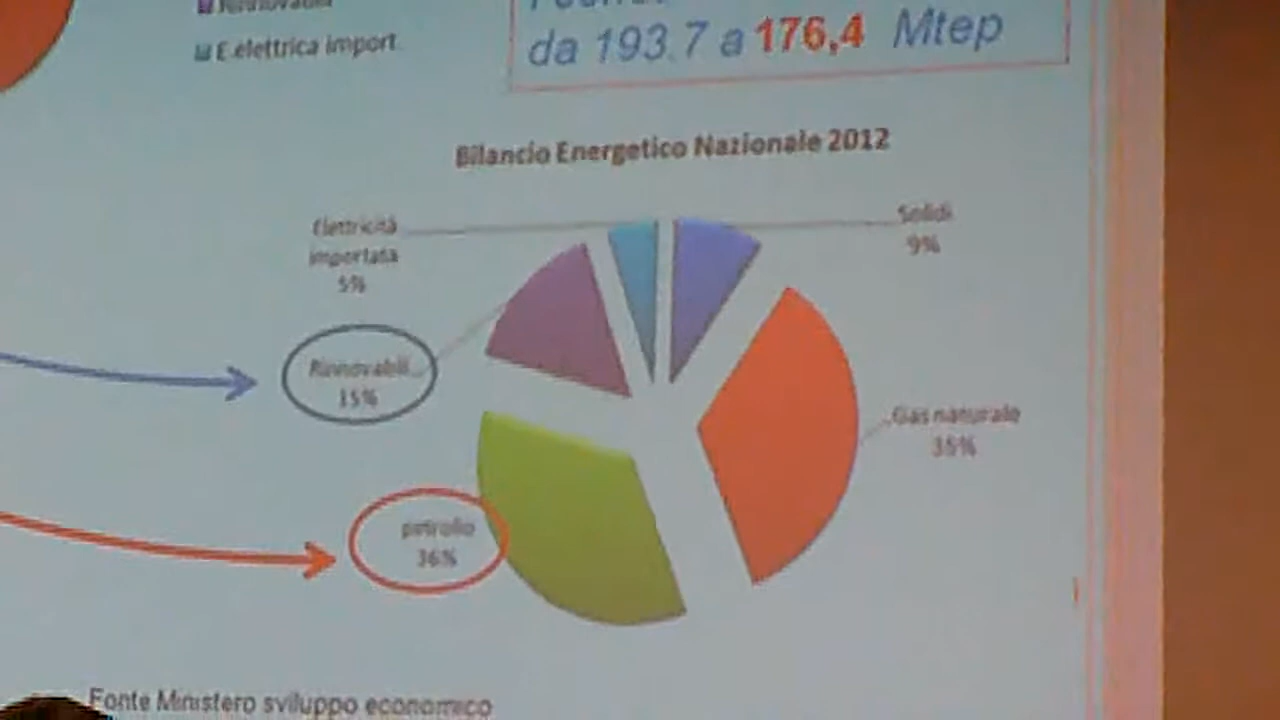 Rinnovabili
E.elettrica import.
da 193.7 a 176,4 Mtep
Bilancio Energetico Nazionale 2012
Elettricità
importata
5%
Solidi
9%
Rinnovabili
15%
Gas naturale
35%
petrolio
36%
Fonte Ministero sviluppo economico